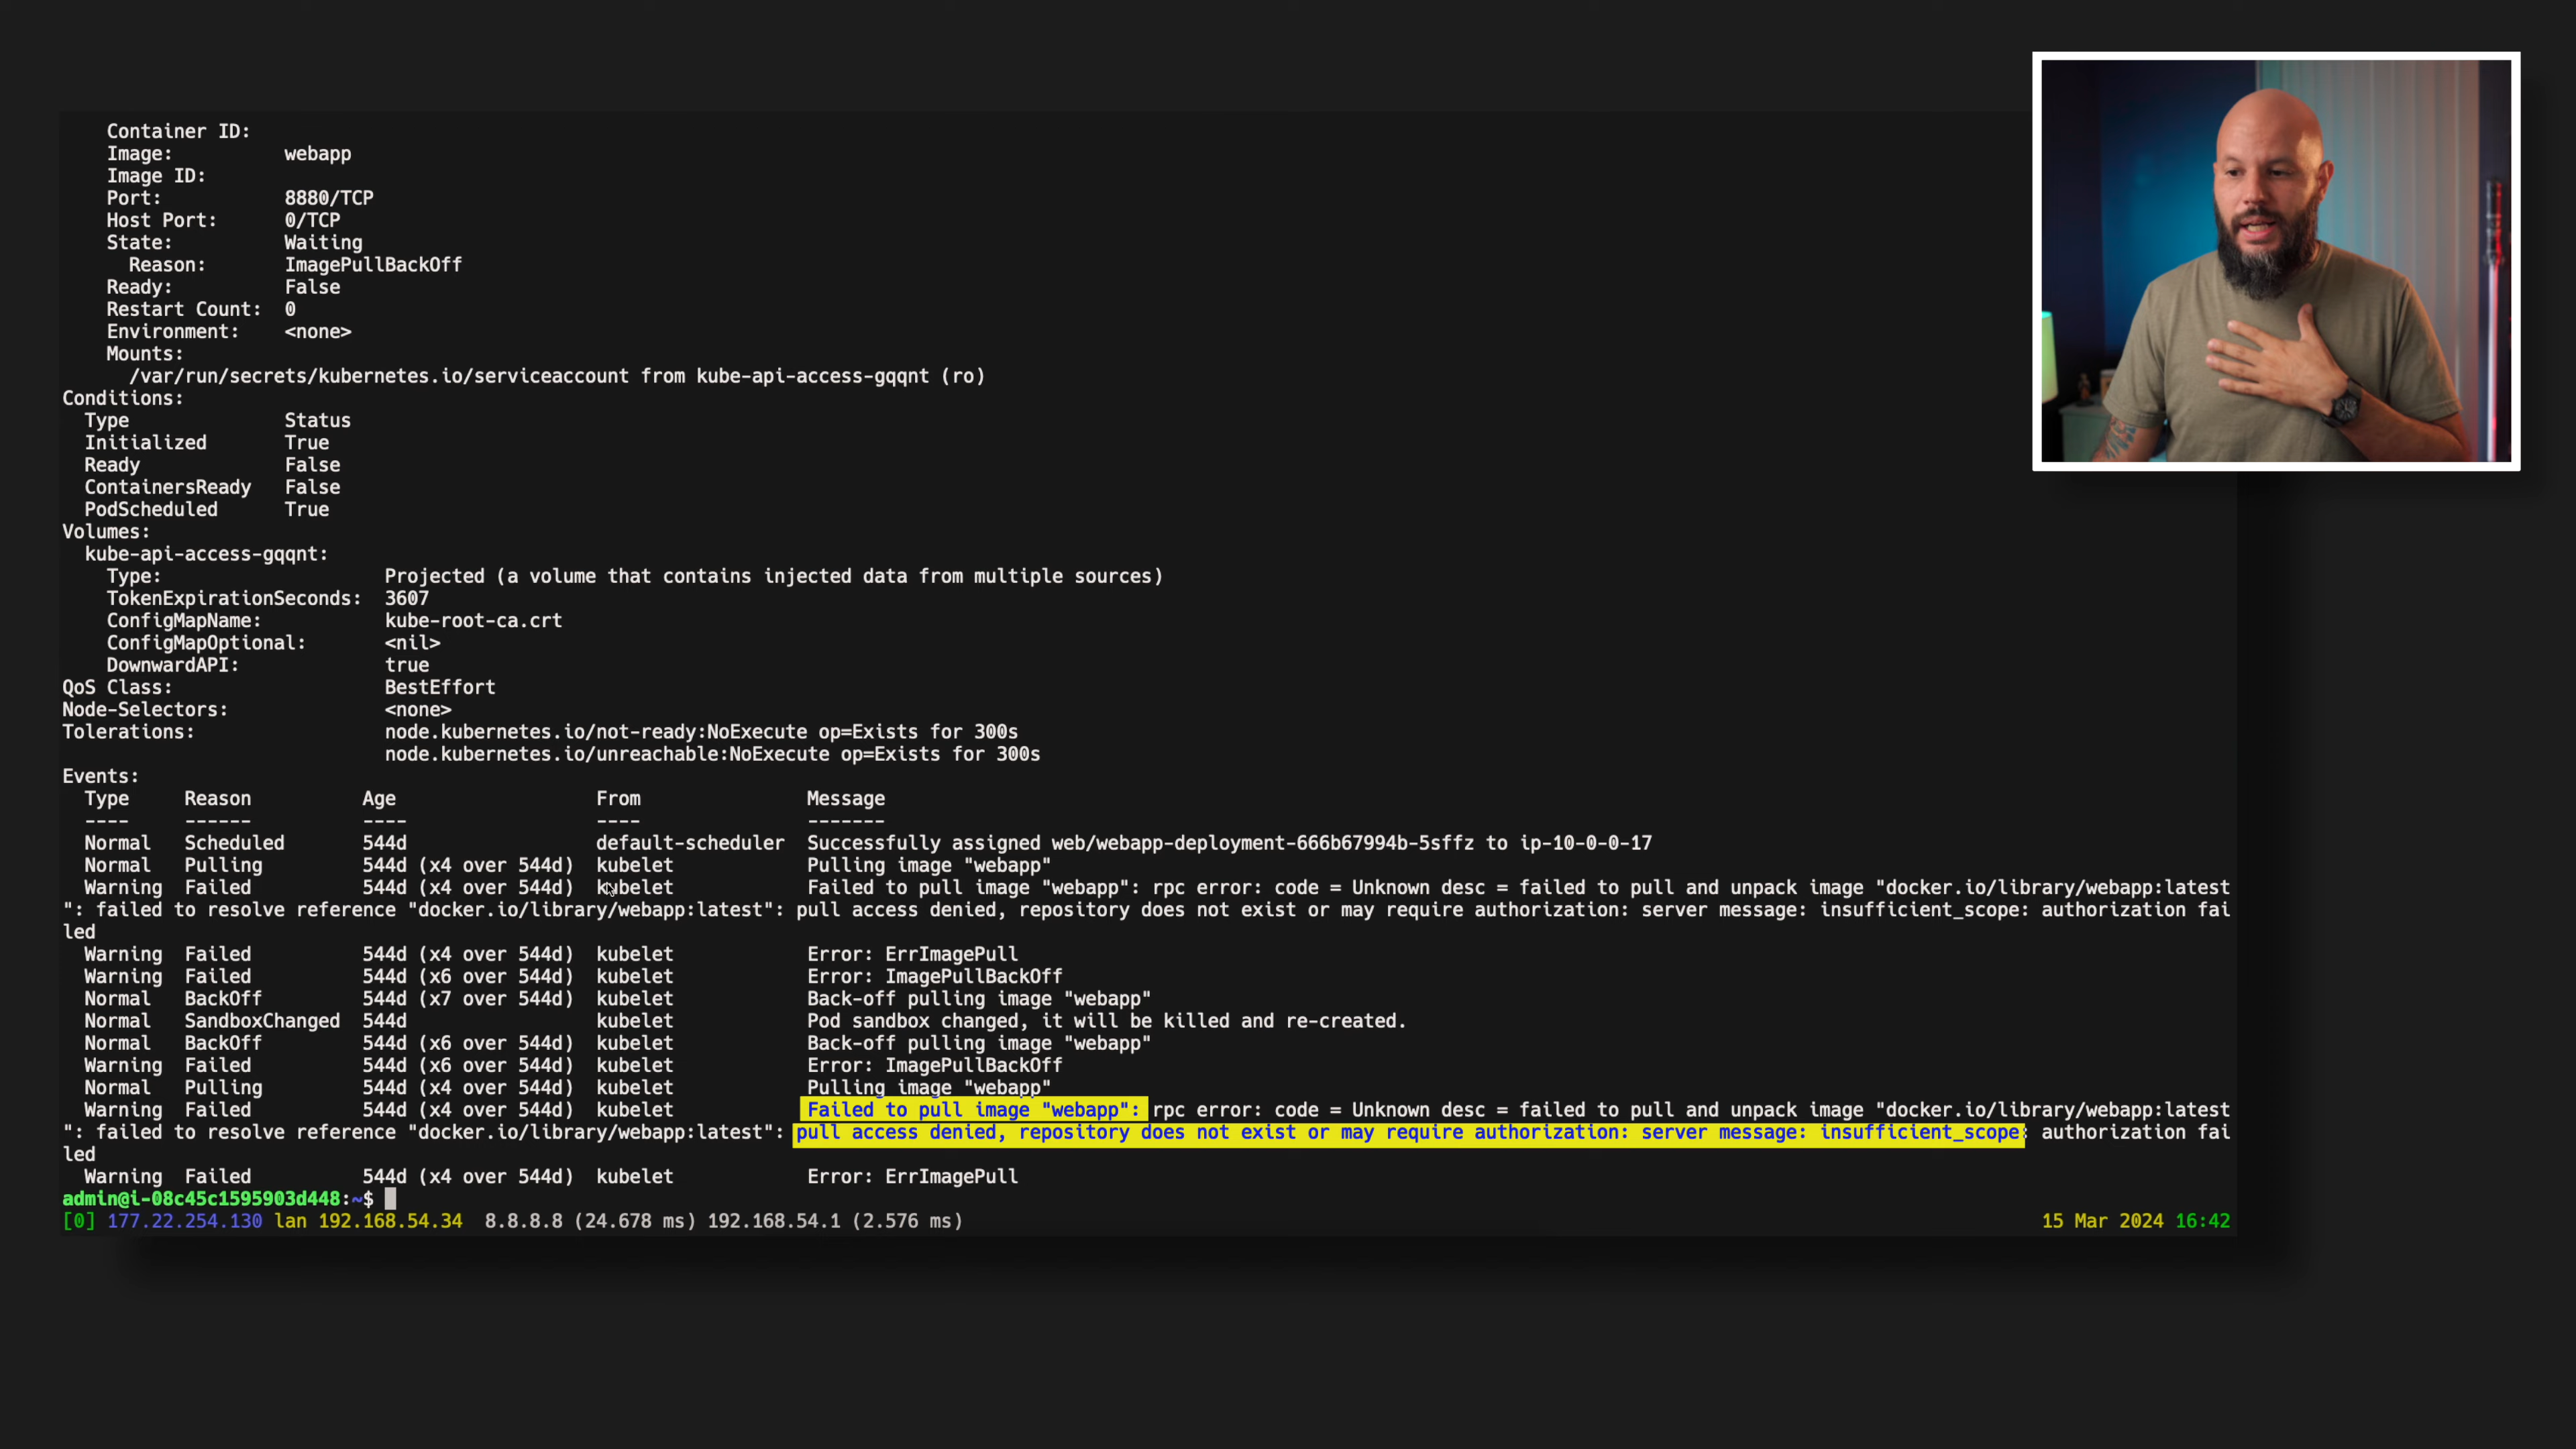 Container ID:
Image: webapp
Image ID:
Port: 8880/TCP
Host Port: 0/TCP
State: Waiting
Reason: ImagePullBackOff
Ready: False
Restart Count: 0
Environment: <none>
Mounts:
/var/run/secrets/kubernetes.io/serviceaccount from kube-api-access-gqqnt (ro)
Conditions:
Type Status
Initialized True
Ready False
ContainersReady False
PodScheduled True
Volumes:
kube-api-access-gqqnt:
Type: Projected (a volume that contains injected data from multiple sources)
TokenExpirationSeconds: 3607
ConfigMapName: kube-root-ca.crt
ConfigMapOptional: <nil>
DownwardAPI: true
QoS Class: BestEffort
Node-Selectors: <none>
Tolerations: node.kubernetes.io/not-ready:NoExecute op=Exists for 300s
node.kubernetes.io/unreachable:NoExecute op=Exists for 300s
Events:
Type Reason Age From Message
---- ------ ---- ---- -------
Normal Scheduled 544d default-scheduler Successfully assigned web/webapp-deployment-666b67994b-5sffz to ip-10-0-0-17
Normal Pulling 544d (x4 over 544d) kubelet Pulling image "webapp"
Warning Failed 544d (x4 over 544d) kubelet Failed to pull image "webapp": rpc error: code = Unknown desc = failed to pull and unpack image "docker.io/library/webapp:latest
": failed to resolve reference "docker.io/library/webapp:latest": pull access denied, repository does not exist or may require authorization: server message: insufficient_scope: authorization fai
led
Warning Failed 544d (x4 over 544d) kubelet Error: ErrImagePull
Warning Failed 544d (x6 over 544d) kubelet Error: ImagePullBackOff
Normal BackOff 544d (x7 over 544d) kubelet Back-off pulling image "webapp"
Normal SandboxChanged 544d kubelet Pod sandbox changed, it will be killed and re-created.
Normal BackOff 544d (x6 over 544d) kubelet Back-off pulling image "webapp"
Warning Failed 544d (x6 over 544d) kubelet Error: ImagePullBackOff
Normal Pulling 544d (x4 over 544d) kubelet Pulling image "webapp"
Warning Failed 544d (x4 over 544d) kubelet Failed to pull image "webapp": rpc error: code = Unknown desc = failed to pull and unpack image "docker.io/library/webapp:latest
": failed to resolve reference "docker.io/library/webapp:latest": pull access denied, repository does not exist or may require authorization: server message: insufficient_scope: authorization fai
led
Warning Failed 544d (x4 over 544d) kubelet Error: ErrImagePull
admin@i-08c45c1595903d448:~$
[0] 177.22.254.130 lan 192.168.54.34 8.8.8.8 (24.678 ms) 192.168.54.1 (2.576 ms) 15 Mar 2024 16:42